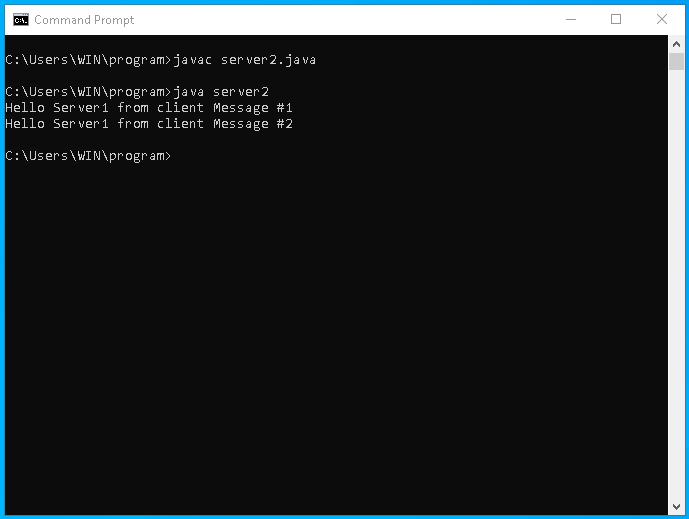 Command Prompt
C:\Users\WIN\program>javac server2.java
C:\Users\WIN\program>java server2
Hello Server1 from client Message #1
Hello Server1 from client Message #2
C:\Users\WIN\program>